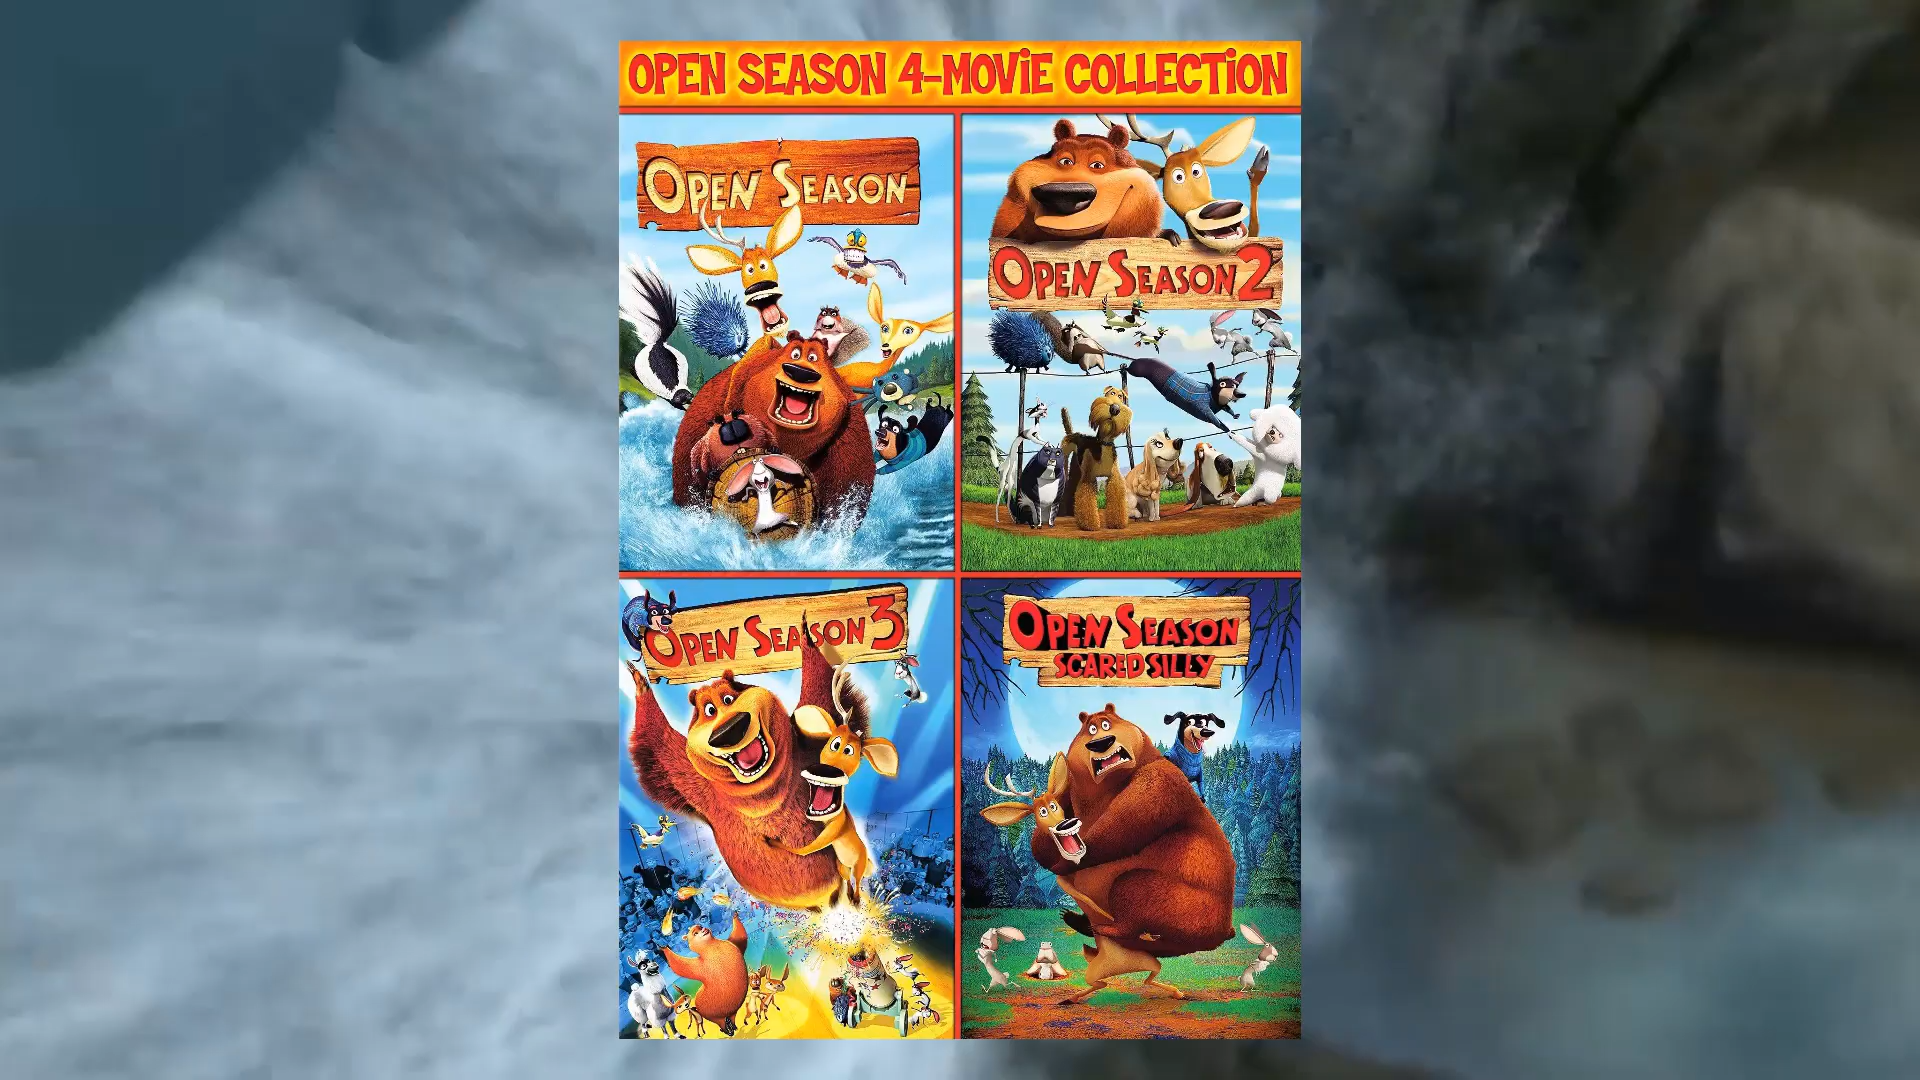 OPEN SEASON 4-MOVIE COLLECTION
OPEN SEASON
OPEN SEASON 2
OPEN SEASON 3
OPEN SEASON
SCARED SILLY